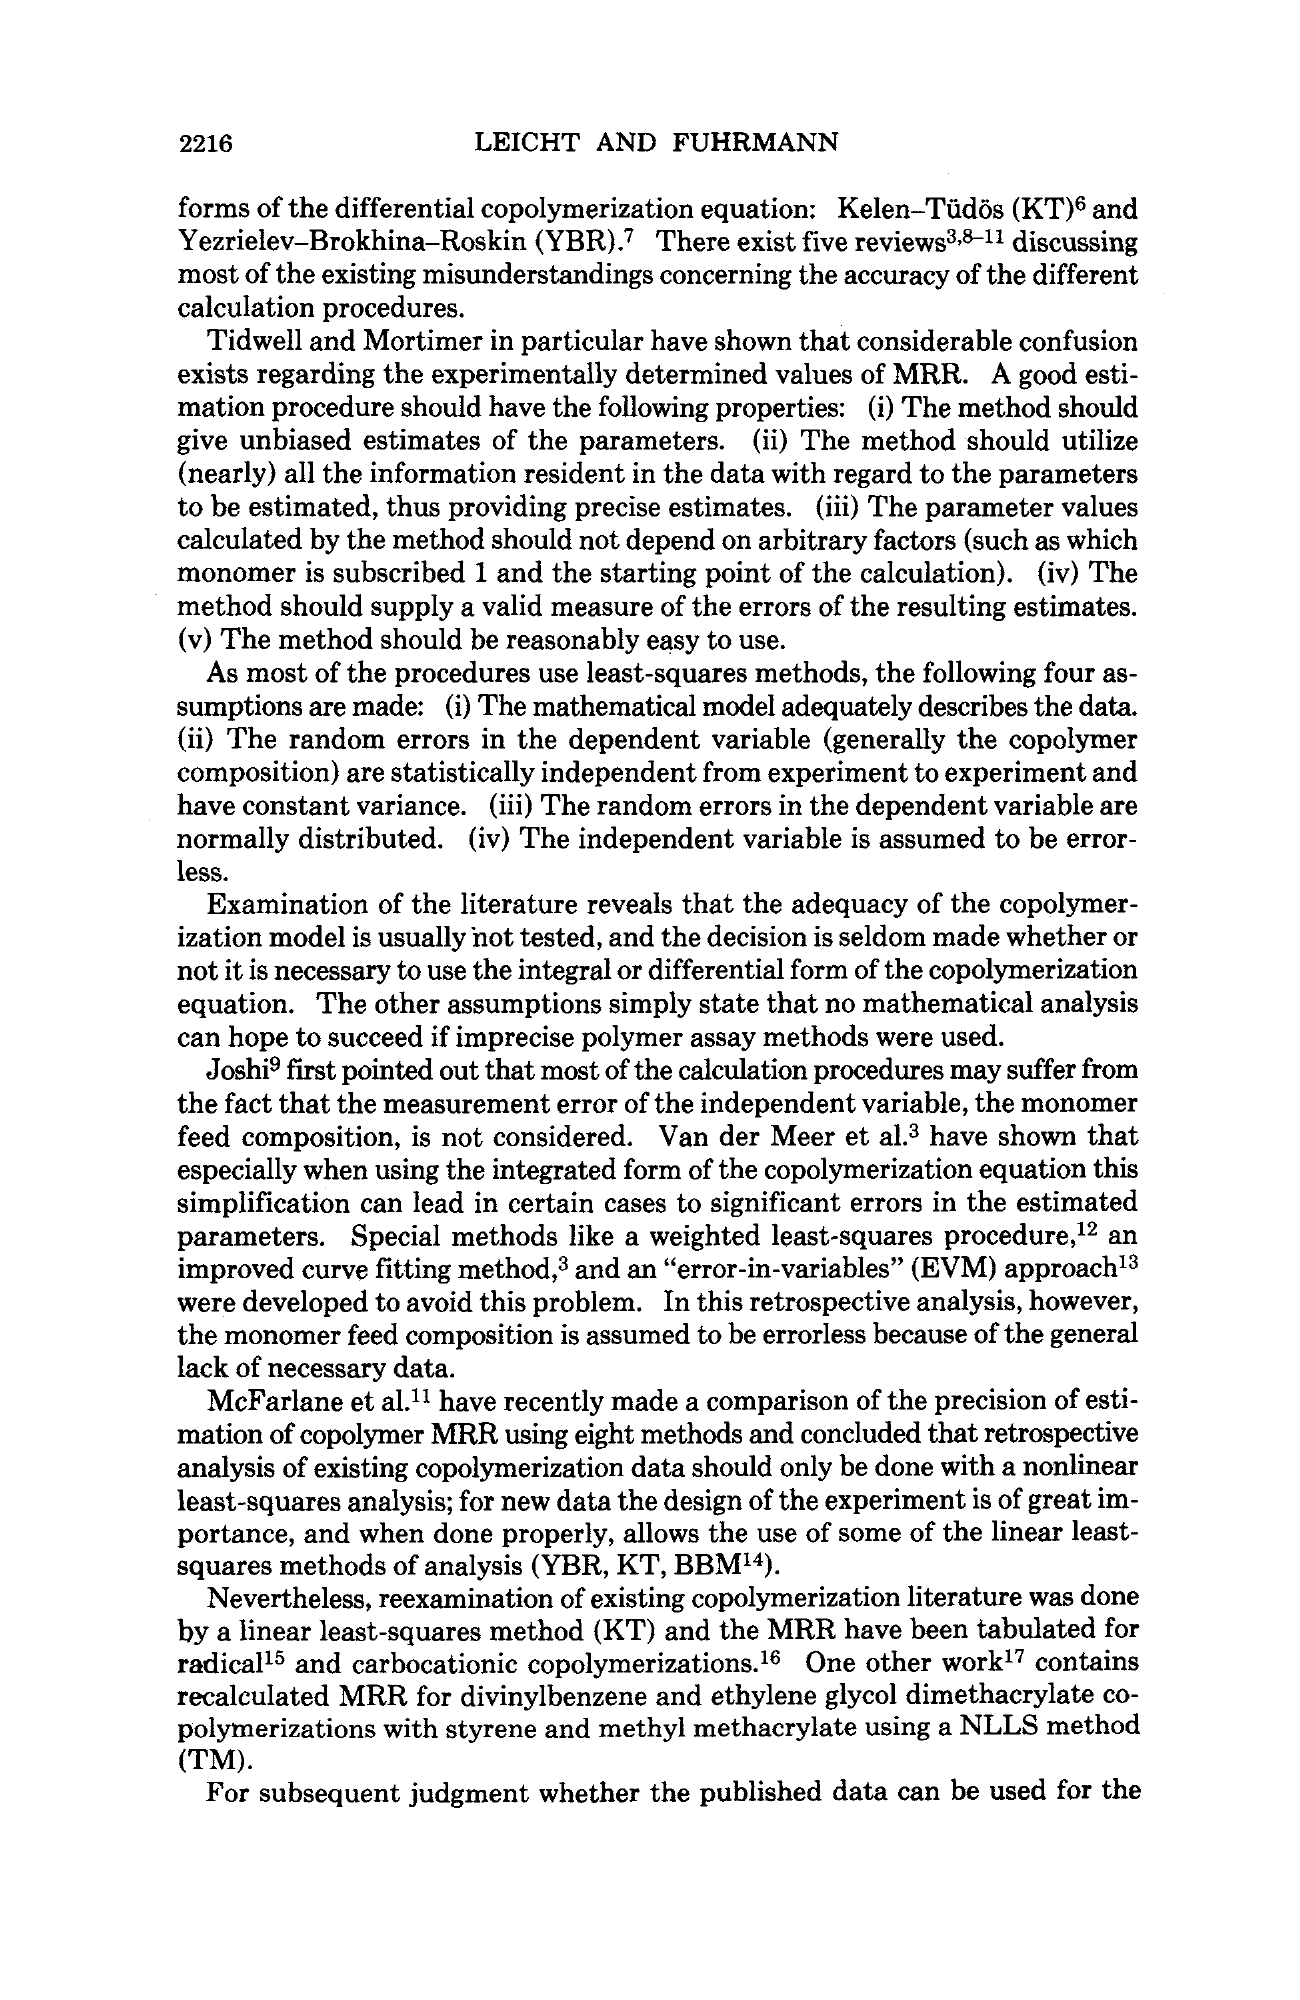 2216 LEICHT AND FUHRMANN
forms of the differential copolymerization equation: Kelen–Tüdös (KT)⁶ and
Yezrielev–Brokhina–Roskin (YBR).⁷ There exist five reviews³,⁸⁻¹¹ discussing
most of the existing misunderstandings concerning the accuracy of the different
calculation procedures.
Tidwell and Mortimer in particular have shown that considerable confusion
exists regarding the experimentally determined values of MRR. A good esti-
mation procedure should have the following properties: (i) The method should
give unbiased estimates of the parameters. (ii) The method should utilize
(nearly) all the information resident in the data with regard to the parameters
to be estimated, thus providing precise estimates. (iii) The parameter values
calculated by the method should not depend on arbitrary factors (such as which
monomer is subscribed 1 and the starting point of the calculation). (iv) The
method should supply a valid measure of the errors of the resulting estimates.
(v) The method should be reasonably easy to use.
As most of the procedures use least-squares methods, the following four as-
sumptions are made: (i) The mathematical model adequately describes the data.
(ii) The random errors in the dependent variable (generally the copolymer
composition) are statistically independent from experiment to experiment and
have constant variance. (iii) The random errors in the dependent variable are
normally distributed. (iv) The independent variable is assumed to be error-
less.
Examination of the literature reveals that the adequacy of the copolymer-
ization model is usually not tested, and the decision is seldom made whether or
not it is necessary to use the integral or differential form of the copolymerization
equation. The other assumptions simply state that no mathematical analysis
can hope to succeed if imprecise polymer assay methods were used.
Joshi⁹ first pointed out that most of the calculation procedures may suffer from
the fact that the measurement error of the independent variable, the monomer
feed composition, is not considered. Van der Meer et al.³ have shown that
especially when using the integrated form of the copolymerization equation this
simplification can lead in certain cases to significant errors in the estimated
parameters. Special methods like a weighted least-squares procedure,¹² an
improved curve fitting method,³ and an “error-in-variables” (EVM) approach¹³
were developed to avoid this problem. In this retrospective analysis, however,
the monomer feed composition is assumed to be errorless because of the general
lack of necessary data.
McFarlane et al.¹¹ have recently made a comparison of the precision of esti-
mation of copolymer MRR using eight methods and concluded that retrospective
analysis of existing copolymerization data should only be done with a nonlinear
least-squares analysis; for new data the design of the experiment is of great im-
portance, and when done properly, allows the use of some of the linear least-
squares methods of analysis (YBR, KT, BBM¹⁴).
Nevertheless, reexamination of existing copolymerization literature was done
by a linear least-squares method (KT) and the MRR have been tabulated for
radical¹⁵ and carbocationic copolymerizations.¹⁶ One other work¹⁷ contains
recalculated MRR for divinylbenzene and ethylene glycol dimethacrylate co-
polymerizations with styrene and methyl methacrylate using a NLLS method
(TM).
For subsequent judgment whether the published data can be used for the